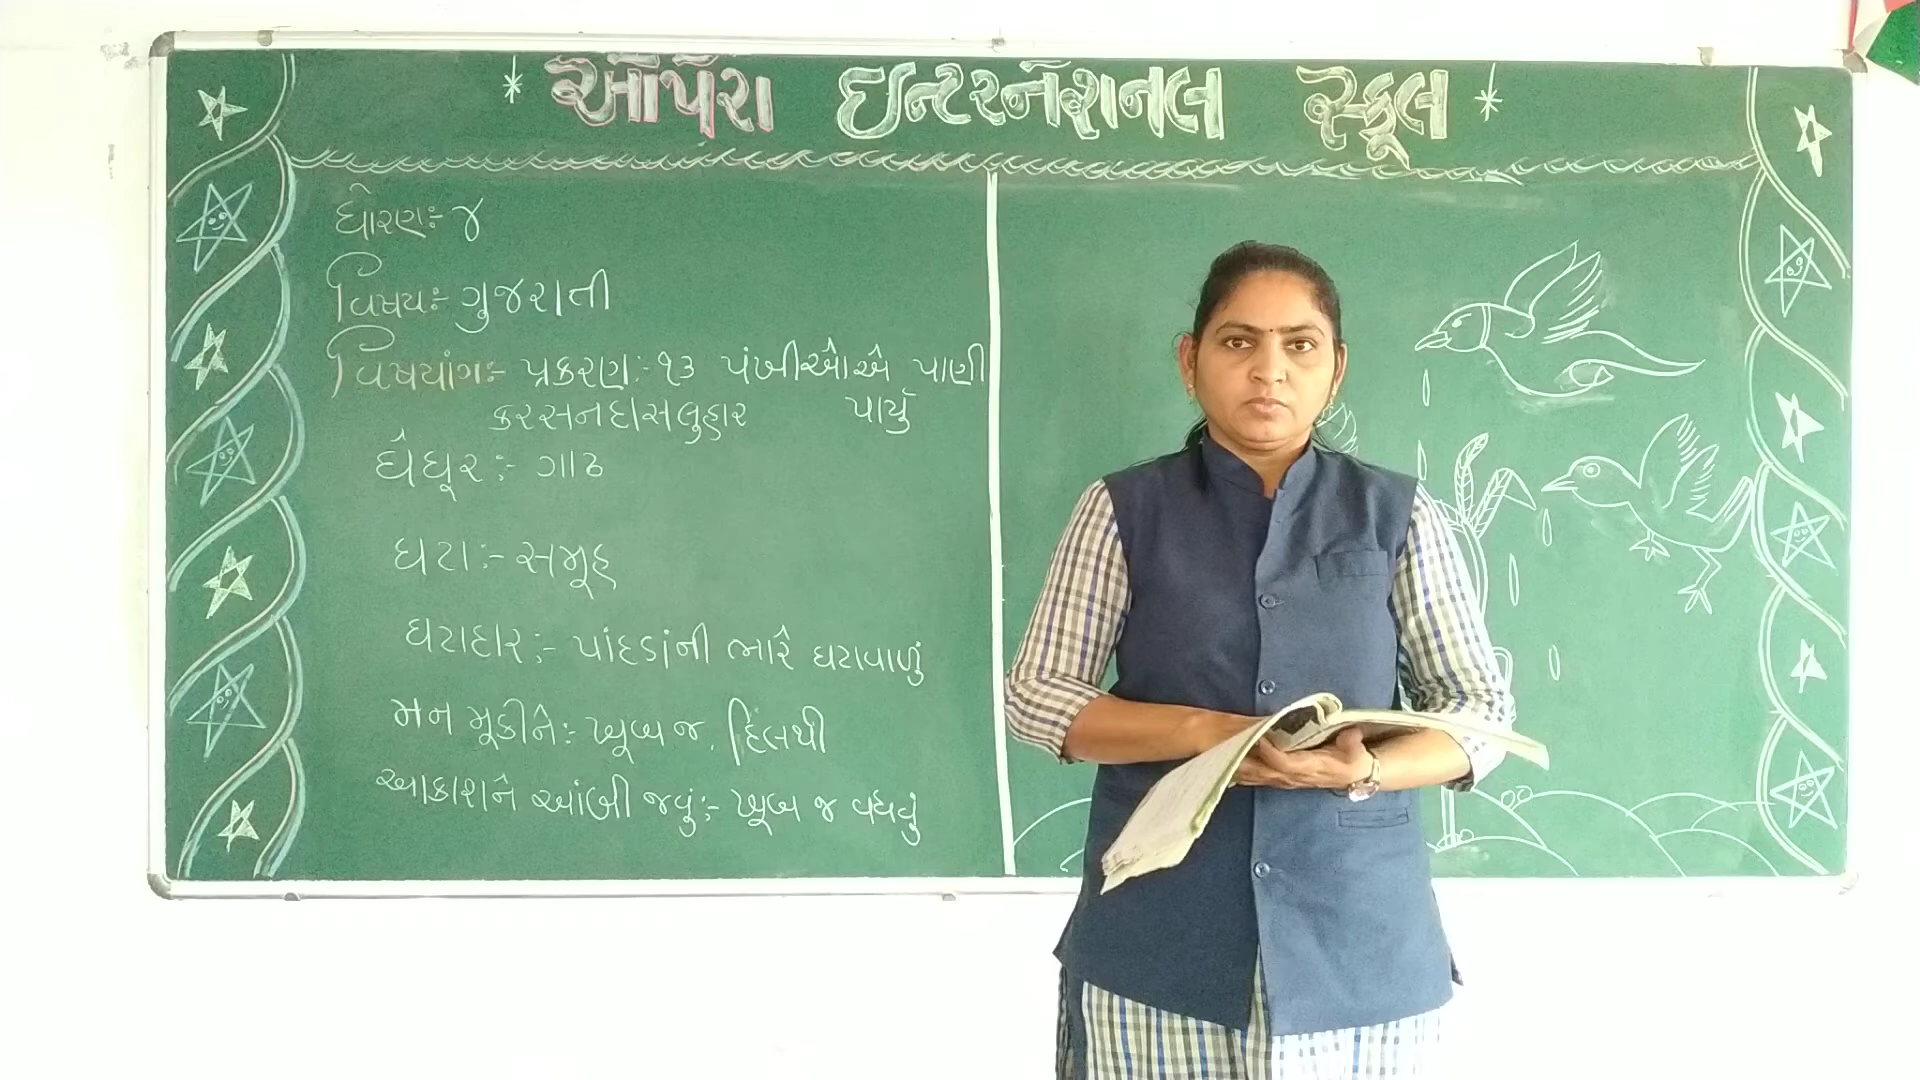 * ઓપેરા ઇન્ટરનેશનલ સ્કૂલ *
ધોરણઃ- ૪
વિષયઃ- ગુજરાતી
વિષયાંગઃ- પ્રકરણઃ-૧૩ પંખીઓએ પાણી
કરસનદાસલુહાર પાયું
ઘેઘૂરઃ- ગાઢ
ઘટાઃ- સમૂહ
ઘટાદારઃ- પાંદડાંની ભારે ઘટાવાળું
મન મૂકીનેઃ- ખૂબ જ, દિલથી
આકાશને આંબી જવુંઃ- ખૂબ જ વધવું